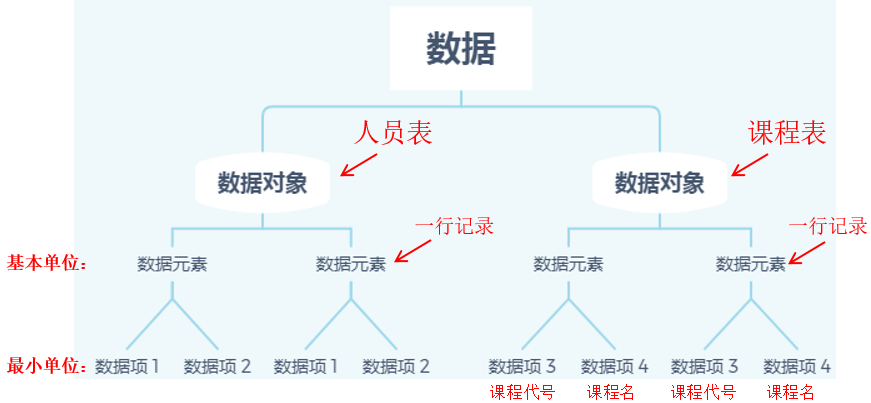 数据
人员表
课程表
数据对象
数据对象
一行记录
一行记录
基本单位：
数据元素
数据元素
数据元素
数据元素
最小单位：
数据项 1
数据项 2
数据项 1
数据项 2
数据项 3
数据项 4
数据项 3
数据项 4
课程代号
课程名
课程代号
课程名